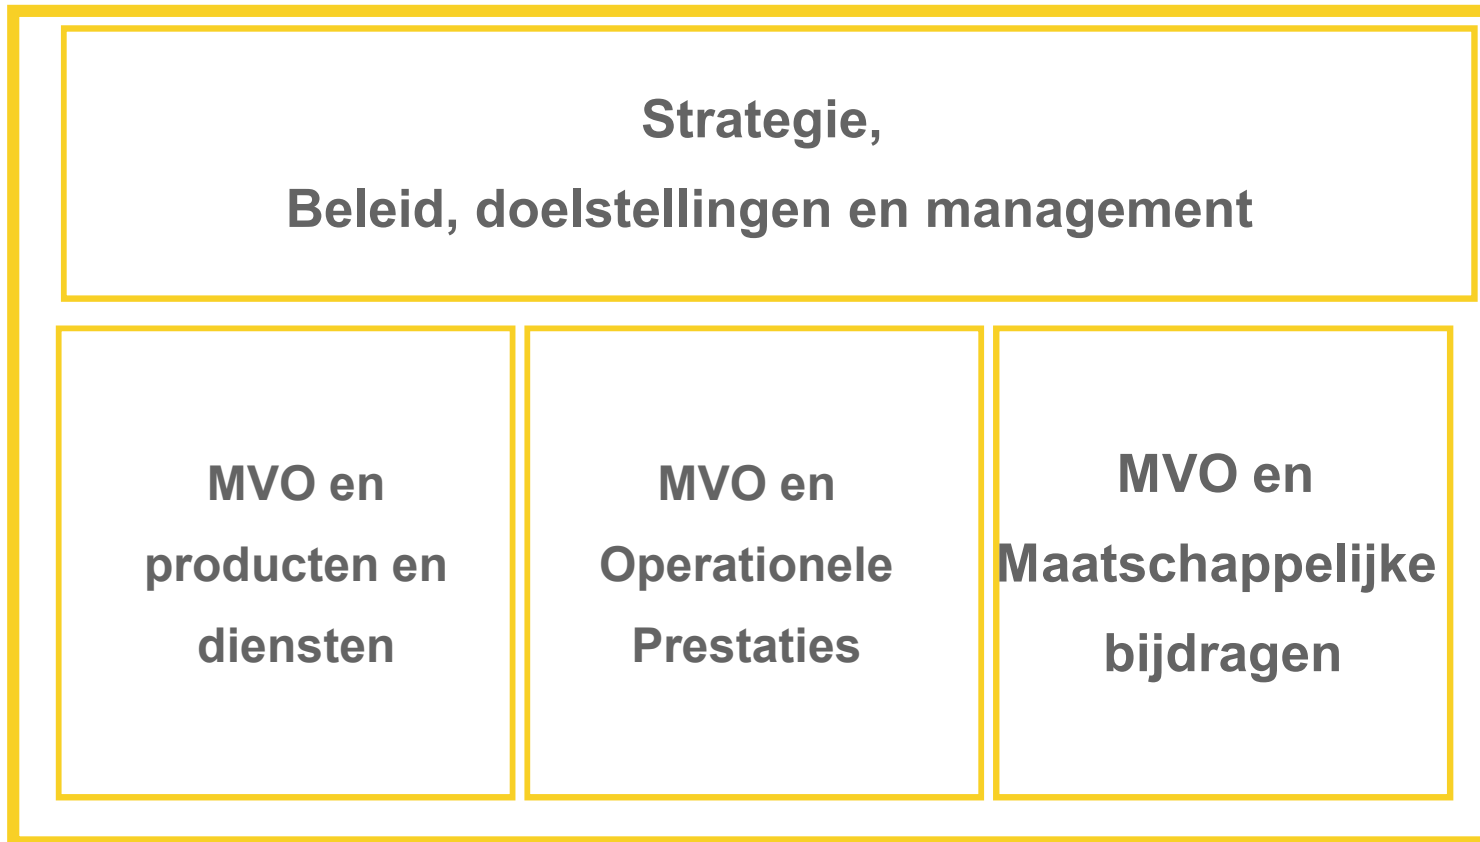 Strategie,
Beleid, doelstellingen en management
MVO en
producten en
diensten
MVO en
Operationele
Prestaties
MVO en
Maatschappelijke
bijdragen